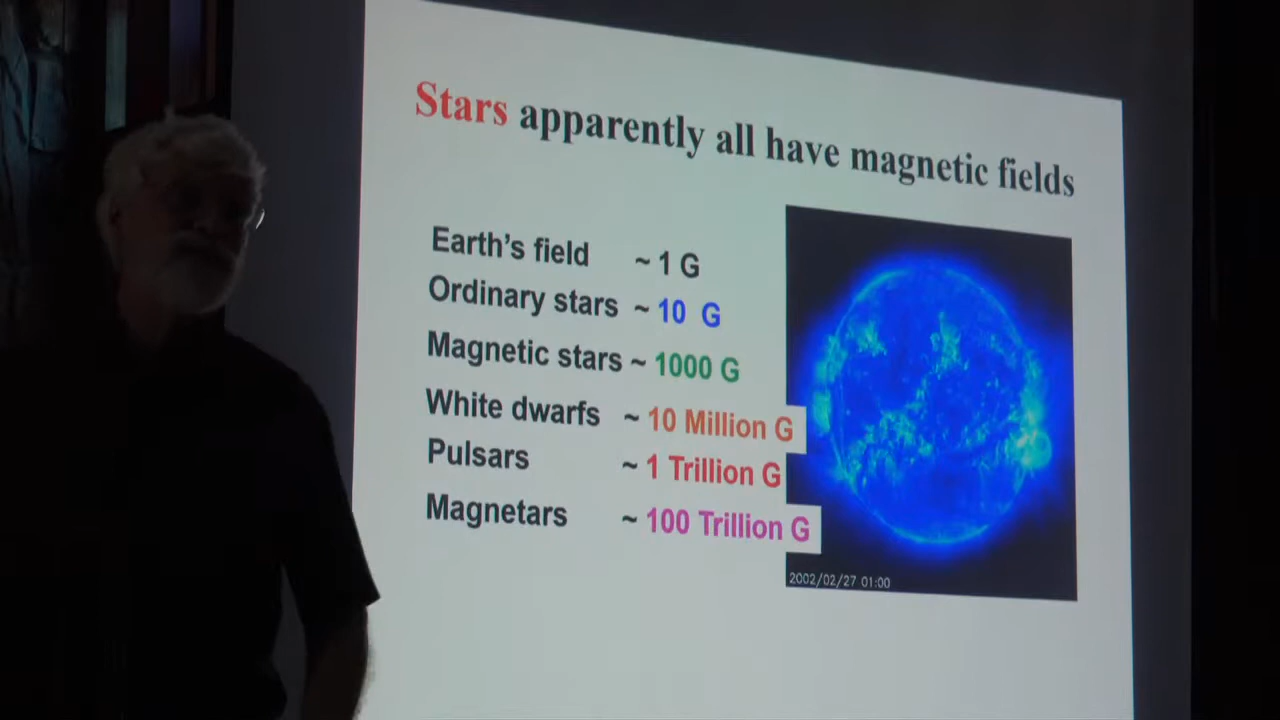 Stars apparently all have magnetic fields
Earth's field ~ 1 G
Ordinary stars ~ 10 G
Magnetic stars ~ 1000 G
White dwarfs ~ 10 Million G
Pulsars ~ 1 Trillion G
Magnetars ~ 100 Trillion G
2002/02/27 01:00